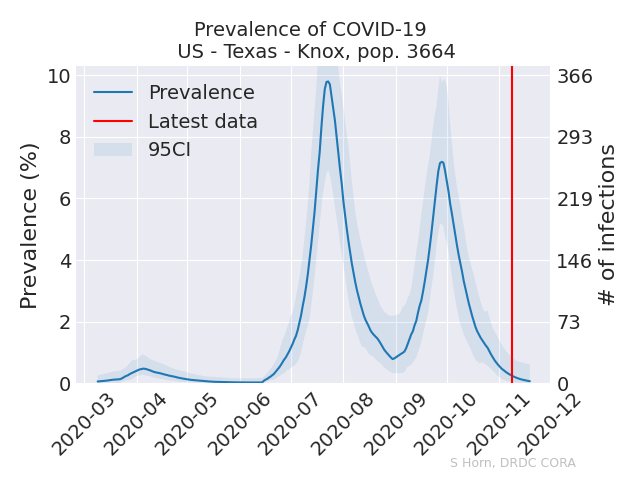 Prevalence of COVID-19
US - Texas - Knox, pop. 3664
Prevalence (%)
10
8
6
4
2
0
Prevalence
Latest data
95CI
366
293
219
146
73
0
# of infections
2020-03
2020-04
2020-05
2020-06
2020-07
2020-08
2020-09
2020-10
2020-11
2020-12
S Horn, DRDC CORA